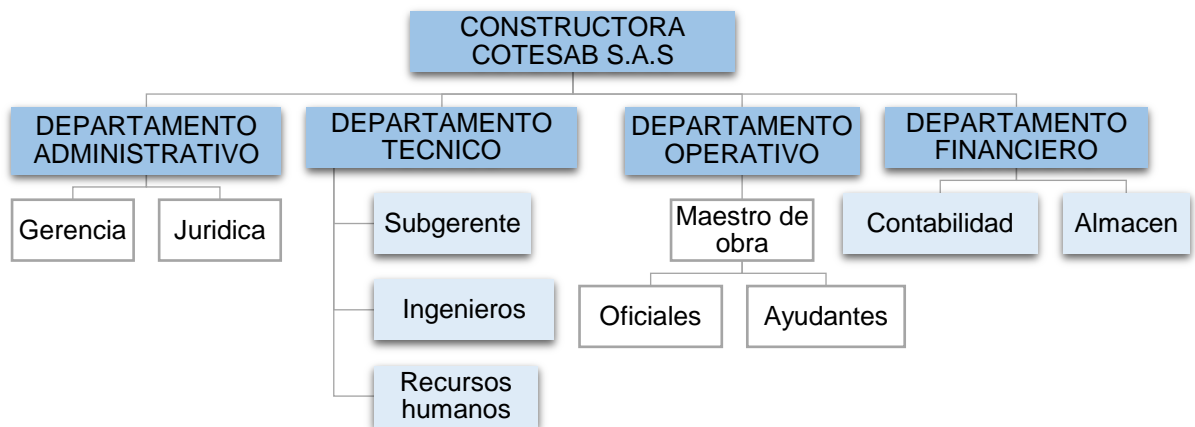 CONSTRUCTORA
COTESAB S.A.S
DEPARTAMENTO
ADMINISTRATIVO
DEPARTAMENTO
TECNICO
DEPARTAMENTO
OPERATIVO
DEPARTAMENTO
FINANCIERO
Gerencia
Juridica
Subgerente
Ingenieros
Recursos
humanos
Maestro de
obra
Oficiales
Ayudantes
Contabilidad
Almacen